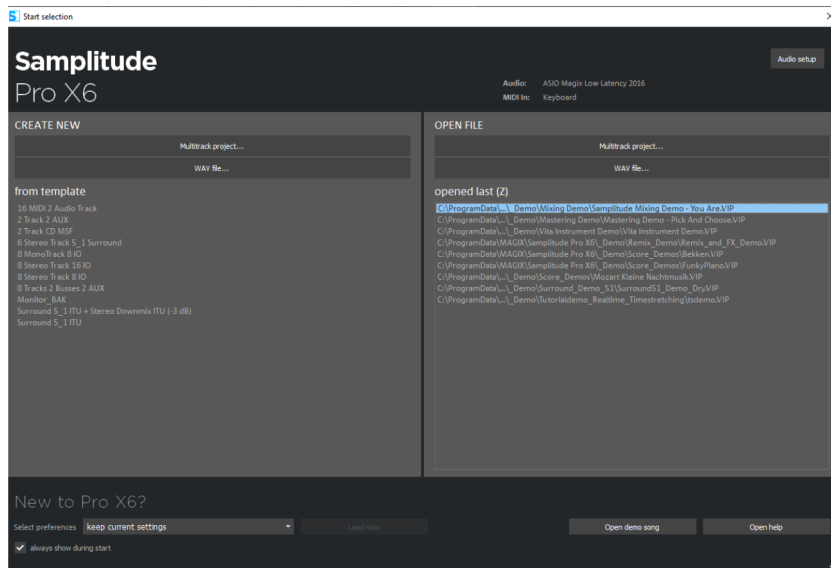 Start selection
Samplitude
Pro X6
Audio setup
Audio: ASIO Magix Low Latency 2016
MIDI In: Keyboard
CREATE NEW
Multitrack project...
WAV file...
from template
16 MIDI 2 Audio Track
2 Track 2 AUX
2 Track CD MSF
6 Stereo Track 5_1 Surround
8 MonoTrack 8 IO
8 Stereo Track 16 IO
8 Stereo Track 8 IO
8 Tracks 2 Busses 2 AUX
Monitor_BAK
Surround 5_1 ITU + Stereo Downmix ITU (-3 dB)
Surround 5_1 ITU
OPEN FILE
Multitrack project...
WAV file...
opened last (Z)
C:\ProgramData\...\_Demo\Mixing Demo\Samplitude Mixing Demo - You Are.VIP
C:\ProgramData\...\_Demo\Mastering Demo\Mastering Demo - Pick And Choose.VIP
C:\ProgramData\...\_Demo\Vita Instrument Demo\Vita Instrument Demo.VIP
C:\ProgramData\MAGIX\Samplitude Pro X6\_Demo\Remix_Demo\Remix_and_FX_Demo.VIP
C:\ProgramData\MAGIX\Samplitude Pro X6\_Demo\Score_Demos\Bekken.VIP
C:\ProgramData\MAGIX\Samplitude Pro X6\_Demo\Score_Demos\FunkyPiano.VIP
C:\ProgramData\...\_Demo\Score_Demos\Mozart Kleine Nachtmusik.VIP
C:\ProgramData\...\_Demo\Surround_Demo_51\Surround51_Demo_Dry.VIP
C:\ProgramData\...\_Demo\Tutorialdemo_Realtime_Timestretching\tsdemo.VIP
New to Pro X6?
Select preferences keep current settings
Load now
Open demo song
Open help
always show during start